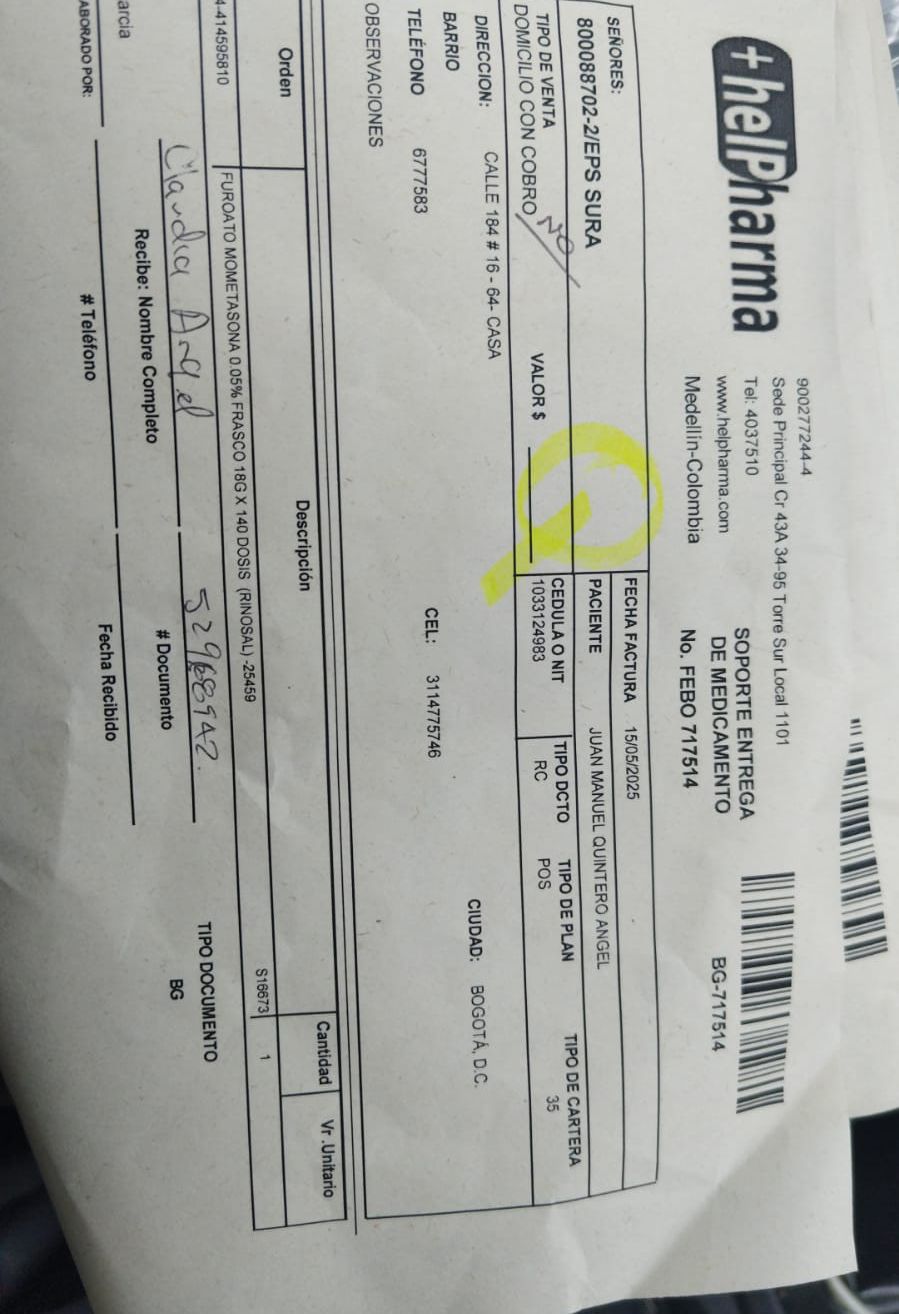 +helPharma
900277244-4
Sede Principal Cr 43A 34-95 Torre Sur Local 1101
Tel: 4037510
www.helpharma.com
Medellín-Colombia
SOPORTE ENTREGA
DE MEDICAMENTO
No. FEBO 717514
BG-717514
SEÑORES:
800088702-2/EPS SURA
FECHA FACTURA 15/05/2025
PACIENTE JUAN MANUEL QUINTERO ANGEL
TIPO DE VENTA VALOR $ CEDULA O NIT TIPO DCTO TIPO DE PLAN TIPO DE CARTERA
DOMICILIO CON COBRO NO 1033124983 RC POS 35
DIRECCION: CALLE 184 # 16 - 64- CASA CIUDAD: BOGOTÁ, D.C.
BARRIO
TELÉFONO 6777583 CEL: 3114775746
OBSERVACIONES
Orden Descripción Cantidad Vr .Unitario
4-414595810 FUROATO MOMETASONA 0.05% FRASCO 18G X 140 DOSIS (RINOSAL) -25459 S16673 1
Claudia Angel 52968942.
Recibe: Nombre Completo # Documento
TIPO DOCUMENTO
BG
arcia
ABORADO POR: # Teléfono Fecha Recibido